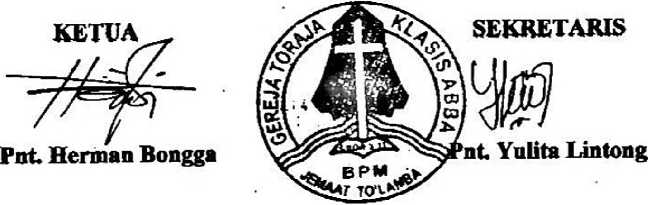 KETUA
SEKRETARIS
GEREJA TORAJA KLASIS ABBA
BPM
JEMAAT TO'LAMBA
Pnt. Herman Bongga
Pnt. Yulita Lintong